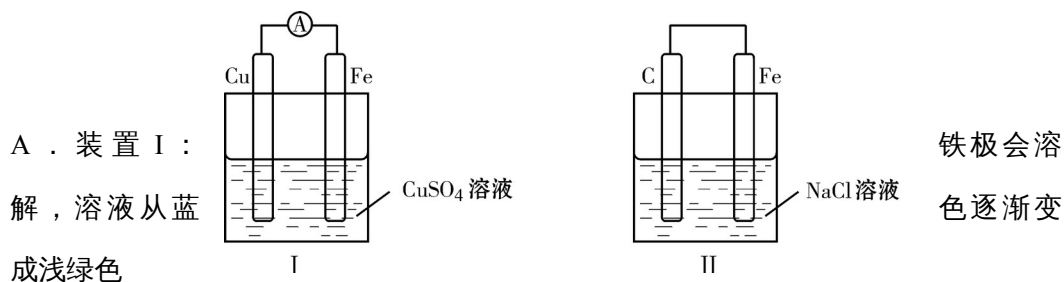 A
Cu Fe C Fe
A．装置 I： 铁极会溶
CuSO₄溶液 NaCl溶液
解，溶液从蓝 色逐渐变
成浅绿色 I II